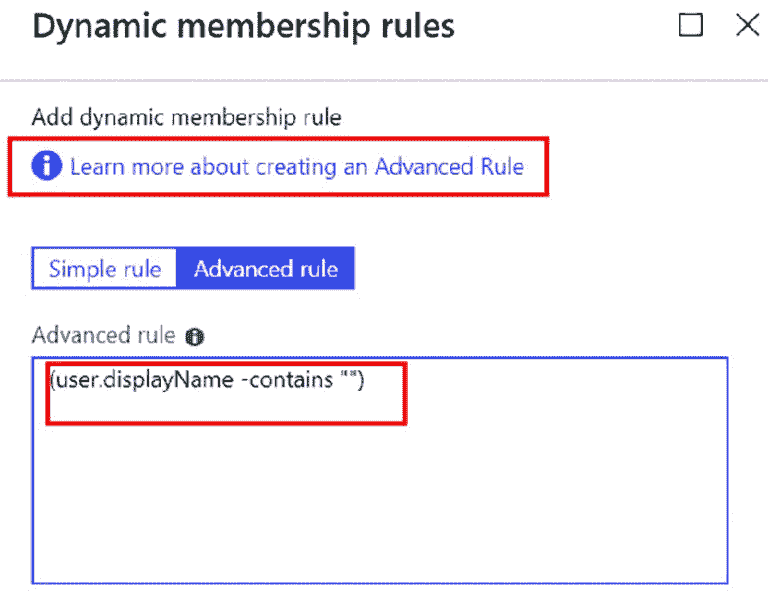 Dynamic membership rules
Add dynamic membership rule
Learn more about creating an Advanced Rule
Simple rule
Advanced rule
Advanced rule
(user.displayName -contains "")